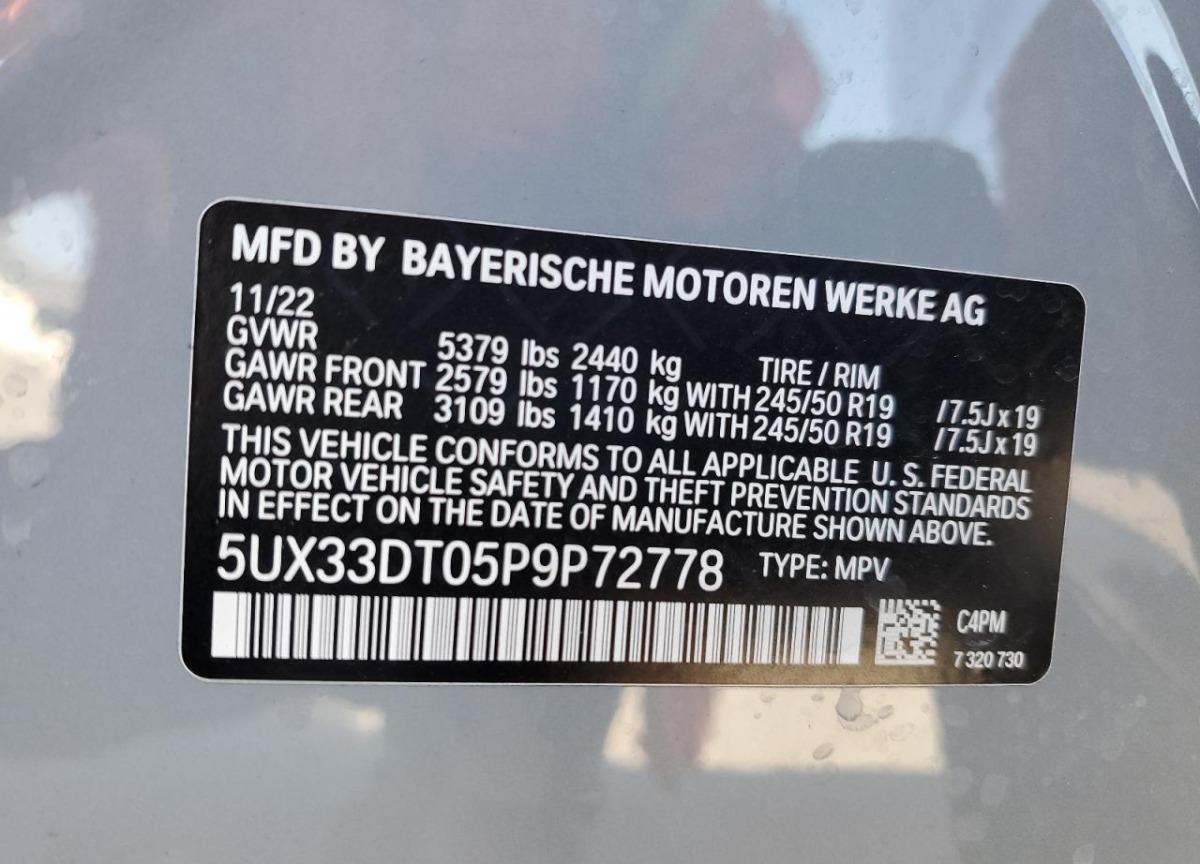 MFD BY BAYERISCHE MOTOREN WERKE AG
11/22
GVWR 5379 lbs 2440 kg TIRE / RIM
GAWR FRONT 2579 lbs 1170 kg WITH 245/50 R19 /7.5J x 19
GAWR REAR 3109 lbs 1410 kg WITH 245/50 R19 /7.5J x 19
THIS VEHICLE CONFORMS TO ALL APPLICABLE U. S. FEDERAL
MOTOR VEHICLE SAFETY AND THEFT PREVENTION STANDARDS
IN EFFECT ON THE DATE OF MANUFACTURE SHOWN ABOVE.
5UX33DT05P9P72778 TYPE: MPV
C4PM
7 320 730